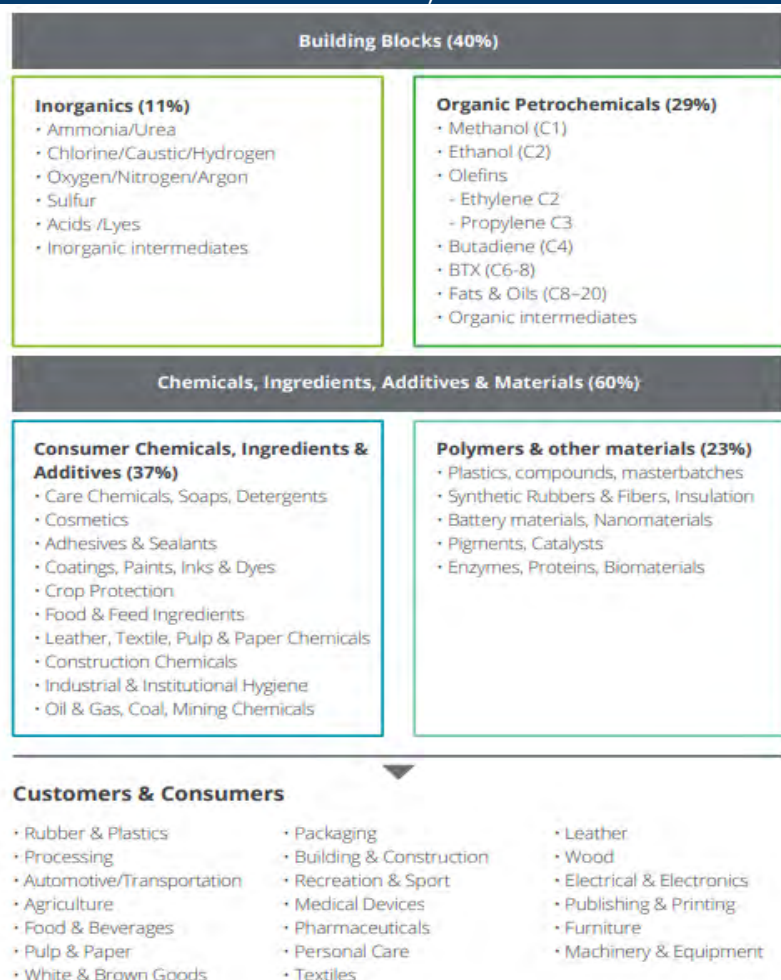 Building Blocks (40%)
Inorganics (11%)
• Ammonia/Urea
• Chlorine/Caustic/Hydrogen
• Oxygen/Nitrogen/Argon
• Sulfur
• Acids /Lyes
• Inorganic intermediates
Organic Petrochemicals (29%)
• Methanol (C1)
• Ethanol (C2)
• Olefins
- Ethylene C2
- Propylene C3
• Butadiene (C4)
• BTX (C6-8)
• Fats & Oils (C8–20)
• Organic intermediates
Chemicals, Ingredients, Additives & Materials (60%)
Consumer Chemicals, Ingredients &
Additives (37%)
• Care Chemicals, Soaps, Detergents
• Cosmetics
• Adhesives & Sealants
• Coatings, Paints, Inks & Dyes
• Crop Protection
• Food & Feed Ingredients
• Leather, Textile, Pulp & Paper Chemicals
• Construction Chemicals
• Industrial & Institutional Hygiene
• Oil & Gas, Coal, Mining Chemicals
Polymers & other materials (23%)
• Plastics, compounds, masterbatches
• Synthetic Rubbers & Fibers, Insulation
• Battery materials, Nanomaterials
• Pigments, Catalysts
• Enzymes, Proteins, Biomaterials
Customers & Consumers
• Rubber & Plastics
• Processing
• Automotive/Transportation
• Agriculture
• Food & Beverages
• Pulp & Paper
• White & Brown Goods
• Packaging
• Building & Construction
• Recreation & Sport
• Medical Devices
• Pharmaceuticals
• Personal Care
• Textiles
• Leather
• Wood
• Electrical & Electronics
• Publishing & Printing
• Furniture
• Machinery & Equipment